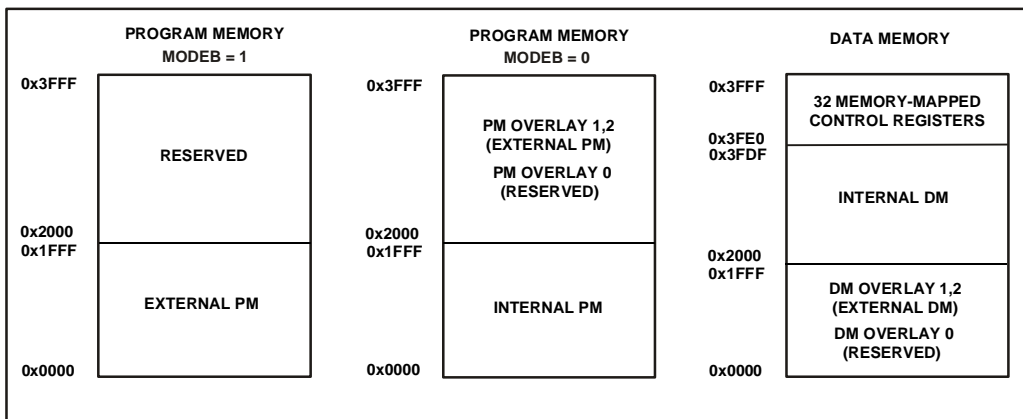 PROGRAM MEMORY
MODEB = 1
0x3FFF
RESERVED
0x2000
0x1FFF
EXTERNAL PM
0x0000
PROGRAM MEMORY
MODEB = 0
0x3FFF
PM OVERLAY 1,2
(EXTERNAL PM)
PM OVERLAY 0
(RESERVED)
0x2000
0x1FFF
INTERNAL PM
0x0000
DATA MEMORY
0x3FFF
32 MEMORY-MAPPED
CONTROL REGISTERS
0x3FE0
0x3FDF
INTERNAL DM
0x2000
0x1FFF
DM OVERLAY 1,2
(EXTERNAL DM)
DM OVERLAY 0
(RESERVED)
0x0000